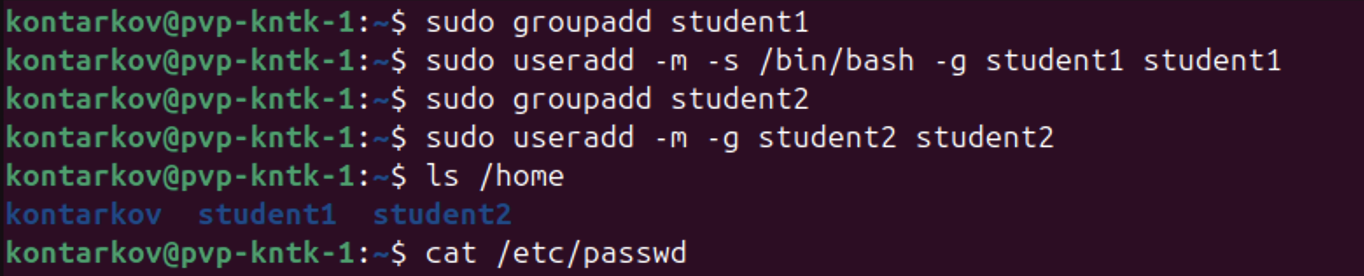 kontarkov@pvp-kntk-1:~$ sudo groupadd student1
kontarkov@pvp-kntk-1:~$ sudo useradd -m -s /bin/bash -g student1 student1
kontarkov@pvp-kntk-1:~$ sudo groupadd student2
kontarkov@pvp-kntk-1:~$ sudo useradd -m -g student2 student2
kontarkov@pvp-kntk-1:~$ ls /home
kontarkov  student1  student2
kontarkov@pvp-kntk-1:~$ cat /etc/passwd